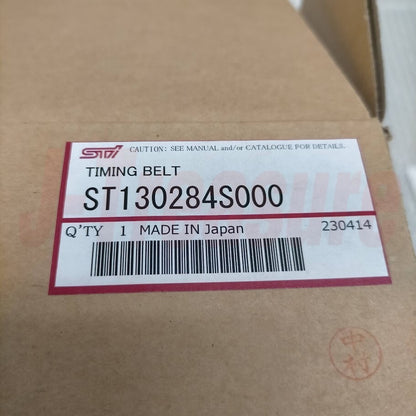 STI CAUTION: SEE MANUAL and/or CATALOGUE FOR DETAILS.
TIMING BELT
ST130284S000
Q'TY 1 MADE IN Japan 230414
中村